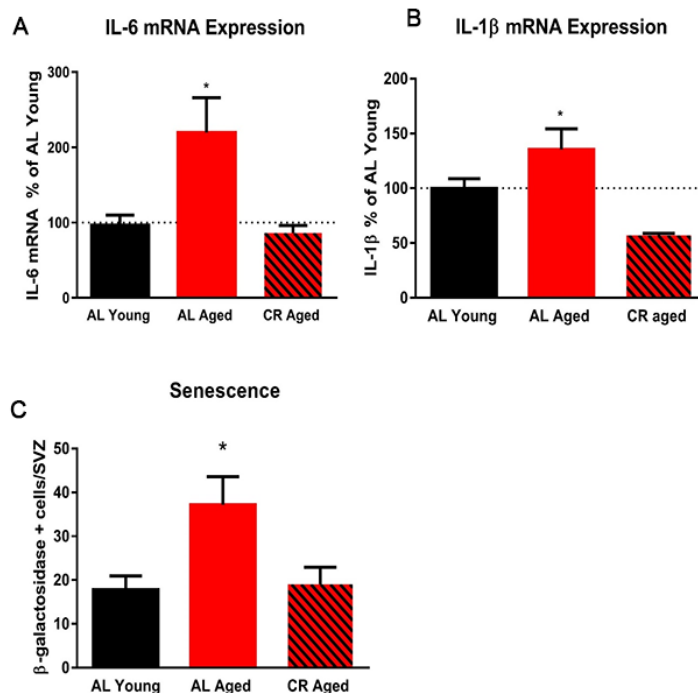 A
IL-6 mRNA Expression
IL-6 mRNA % of AL Young
300
200
100
0
*
AL Young AL Aged CR Aged
B
IL-1β mRNA Expression
IL-1β % of AL Young
200
150
100
50
0
*
AL Young AL Aged CR aged
C
Senescence
β-galactosidase + cells/SVZ
50
40
30
20
10
0
*
AL Young AL Aged CR Aged